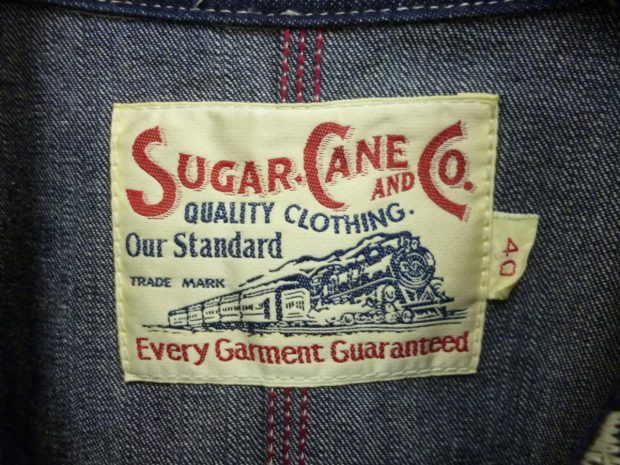 SUGAR CANE AND CO.
QUALITY CLOTHING.
Our Standard
TRADE MARK
Every Garment Guaranteed
40